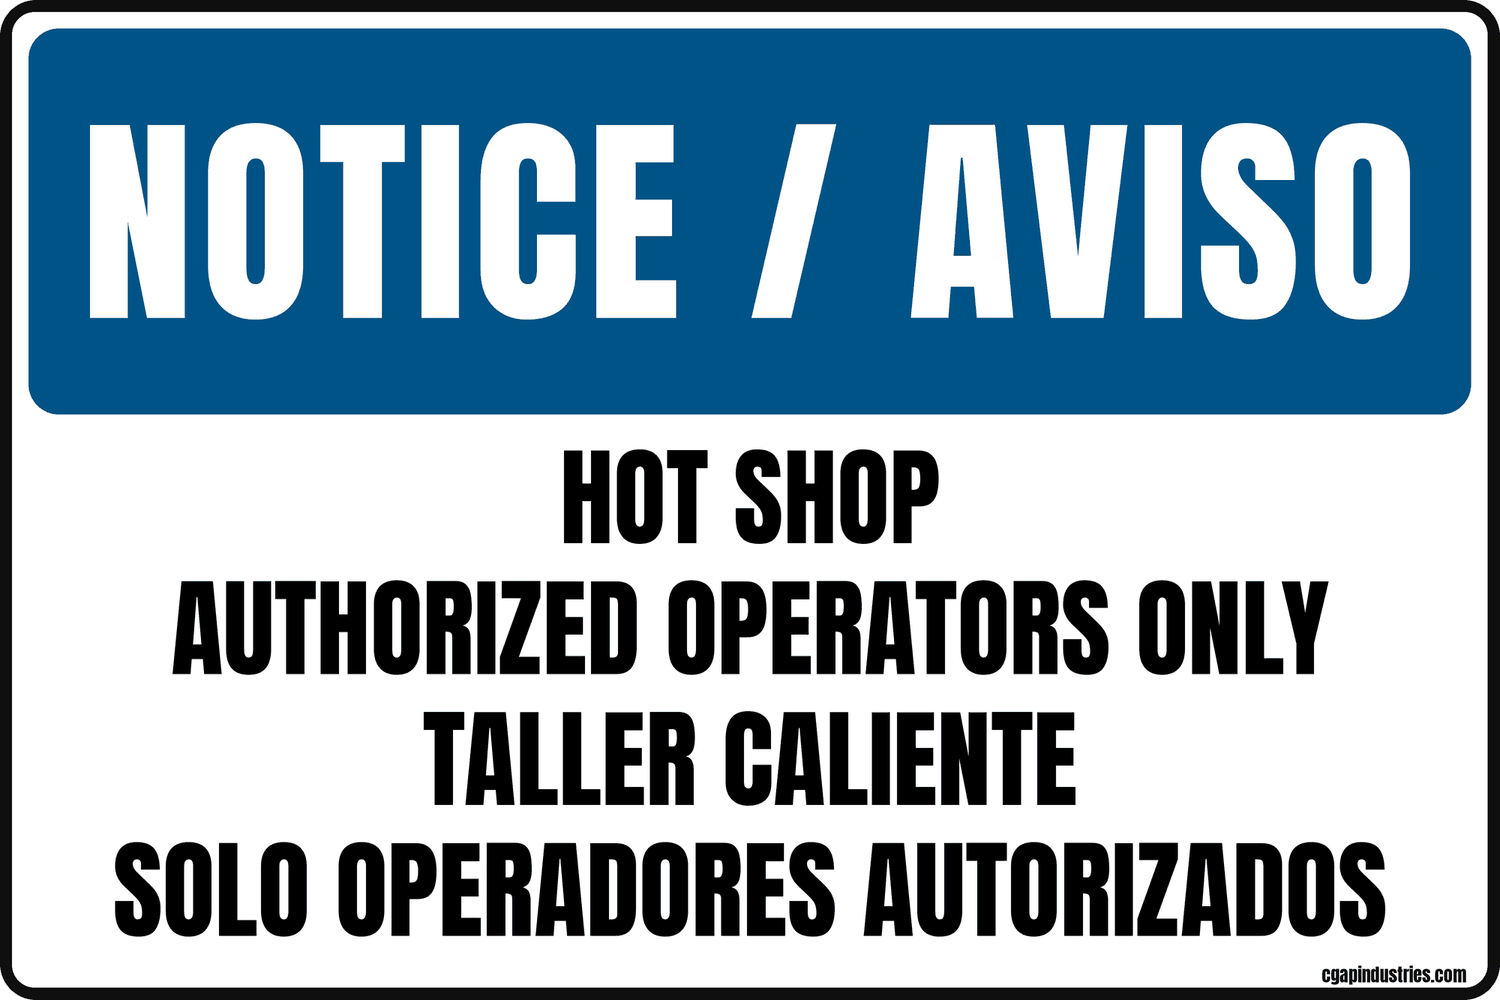 NOTICE / AVISO
HOT SHOP
AUTHORIZED OPERATORS ONLY
TALLER CALIENTE
SOLO OPERADORES AUTORIZADOS
cgapindustries.com